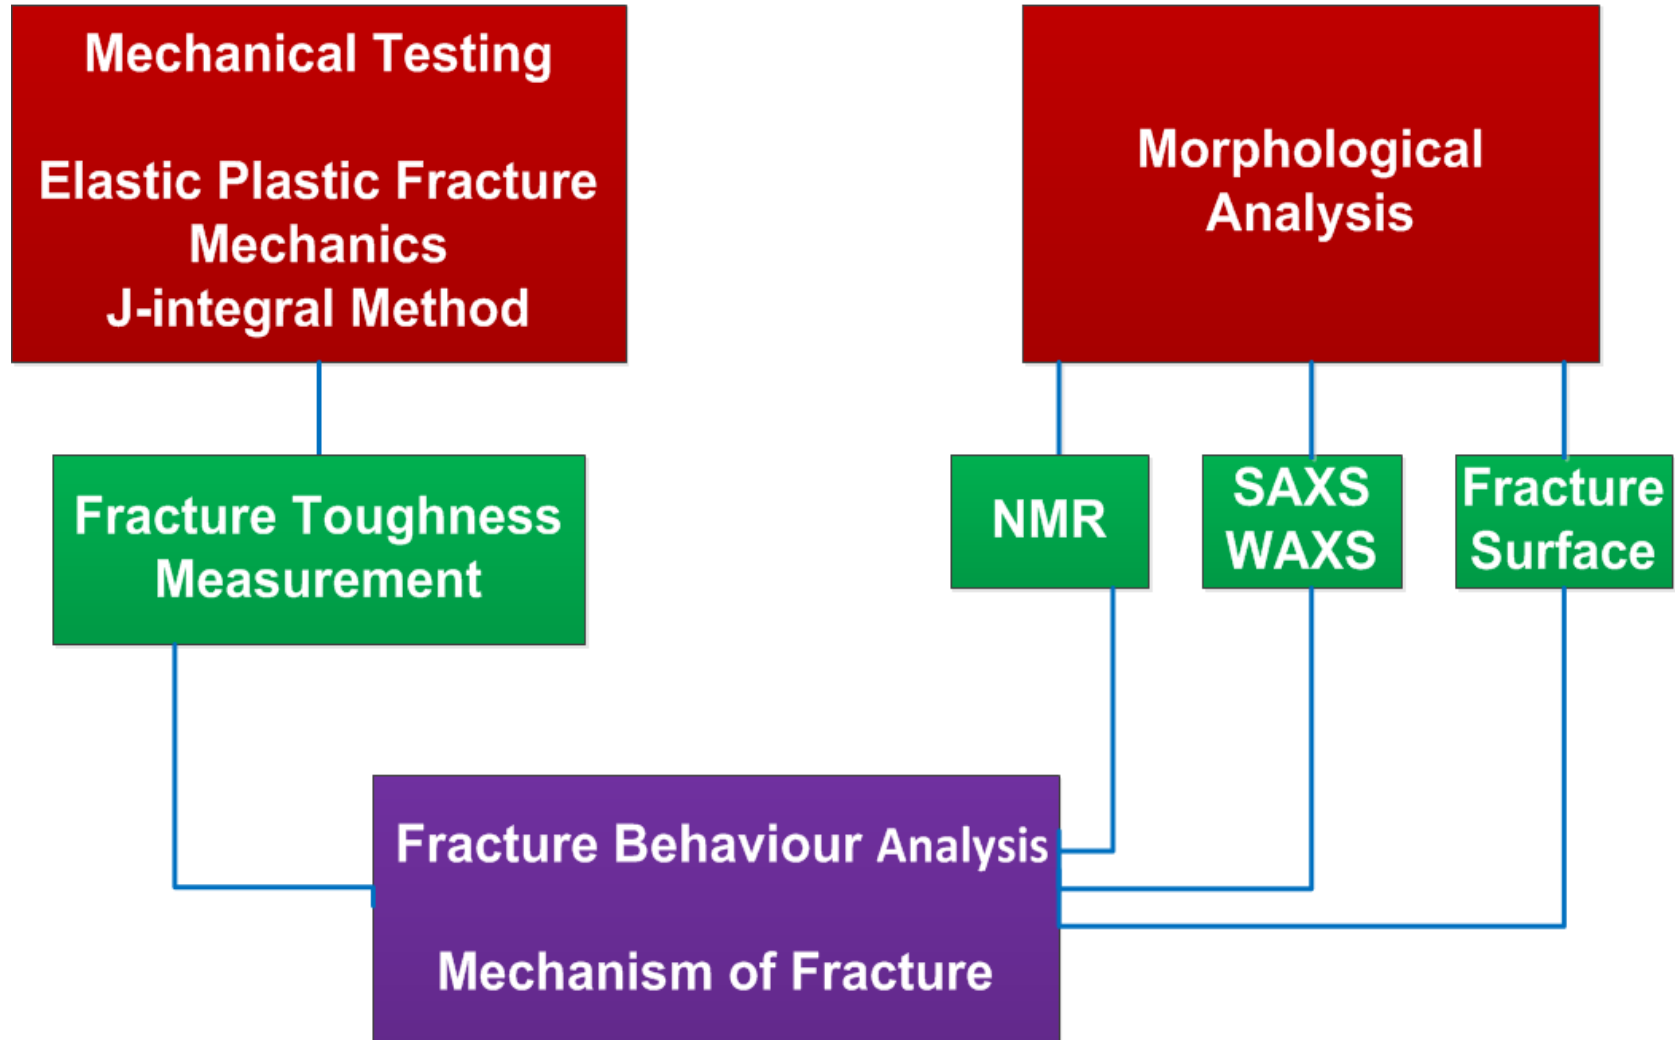 Mechanical Testing
Elastic Plastic Fracture
Mechanics
J-integral Method
Morphological
Analysis
Fracture Toughness
Measurement
NMR
SAXS
WAXS
Fracture
Surface
Fracture Behaviour Analysis
Mechanism of Fracture